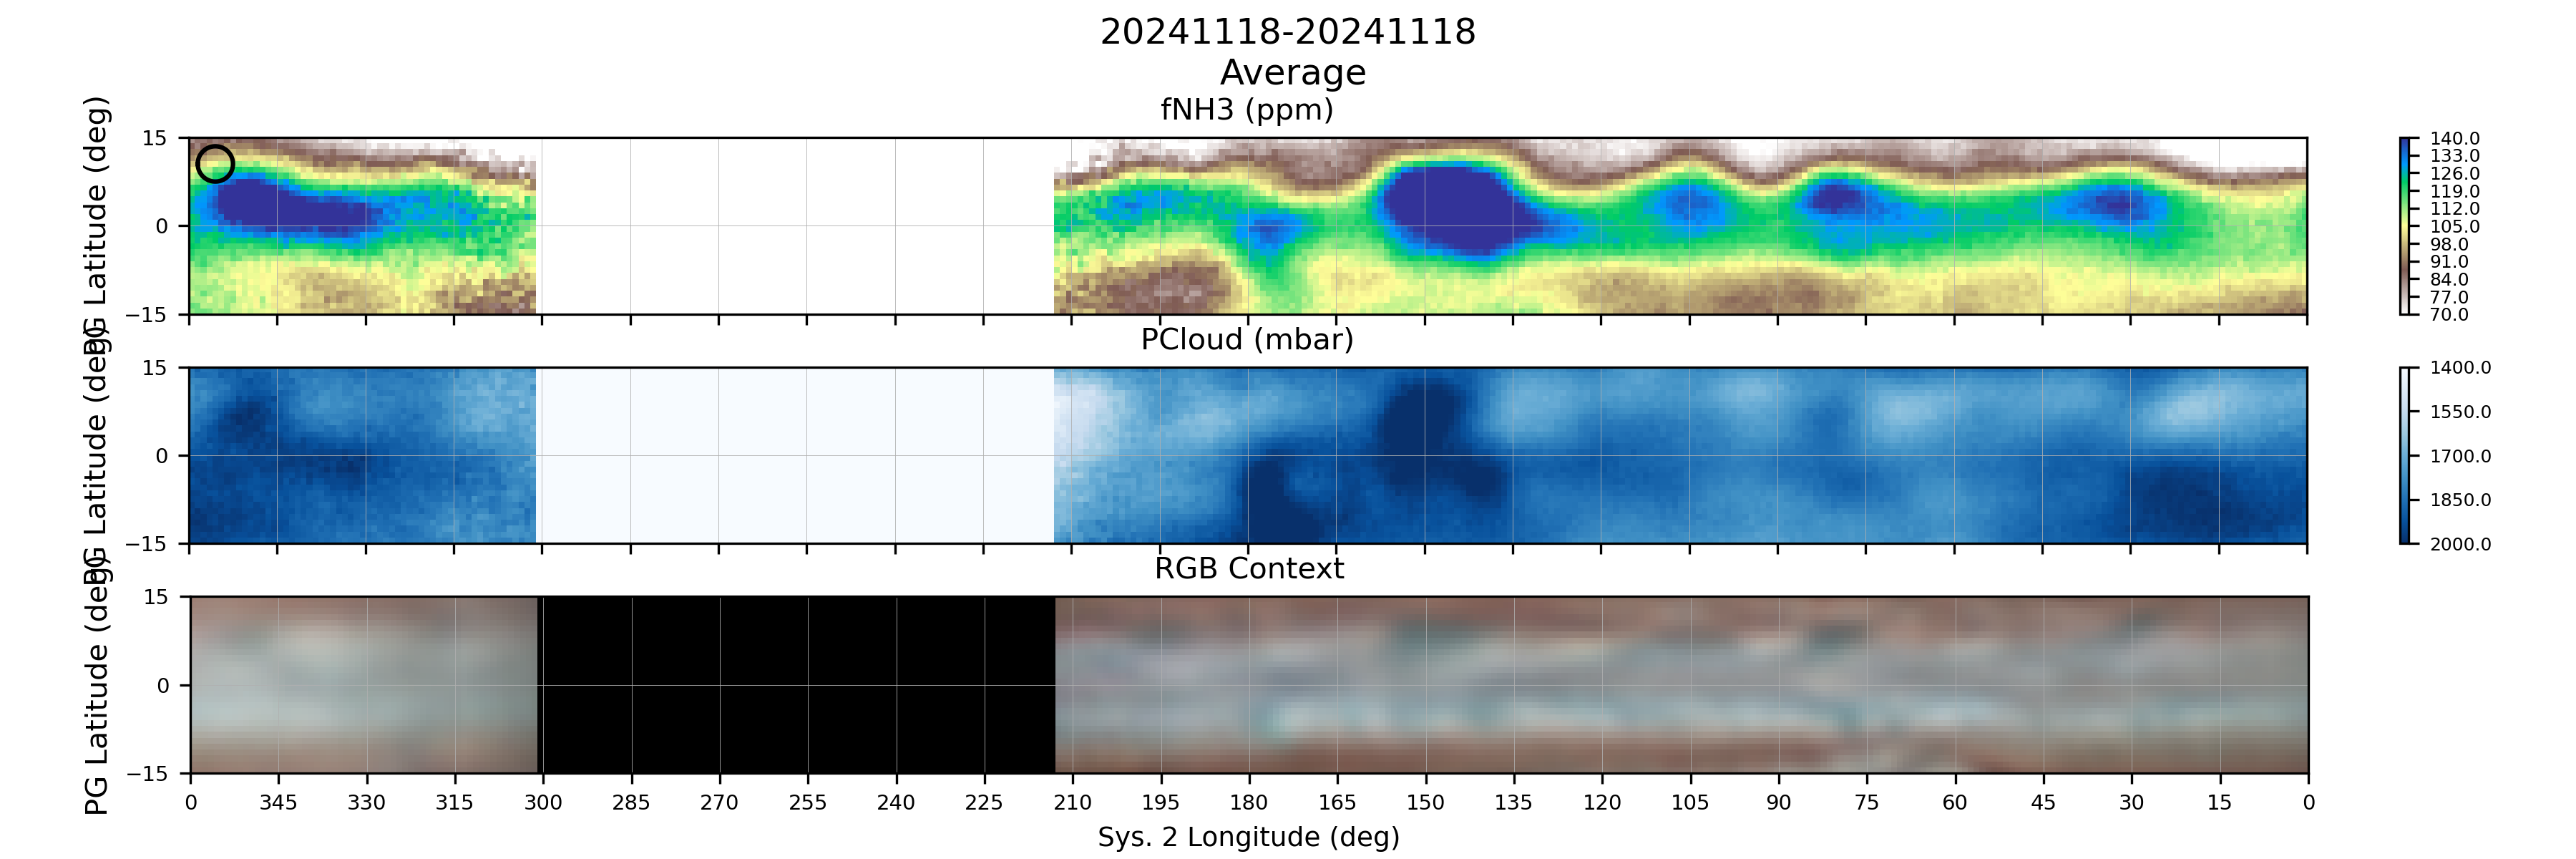 20241118-20241118
Average
fNH3 (ppm)
PG Latitude (deg)
15
0
−15
140.0
133.0
126.0
119.0
112.0
105.0
98.0
91.0
84.0
77.0
70.0
PCloud (mbar)
PG Latitude (deg)
15
0
−15
1400.0
1550.0
1700.0
1850.0
2000.0
RGB Context
PG Latitude (deg)
15
0
−15
0 345 330 315 300 285 270 255 240 225 210 195 180 165 150 135 120 105 90 75 60 45 30 15 0
Sys. 2 Longitude (deg)